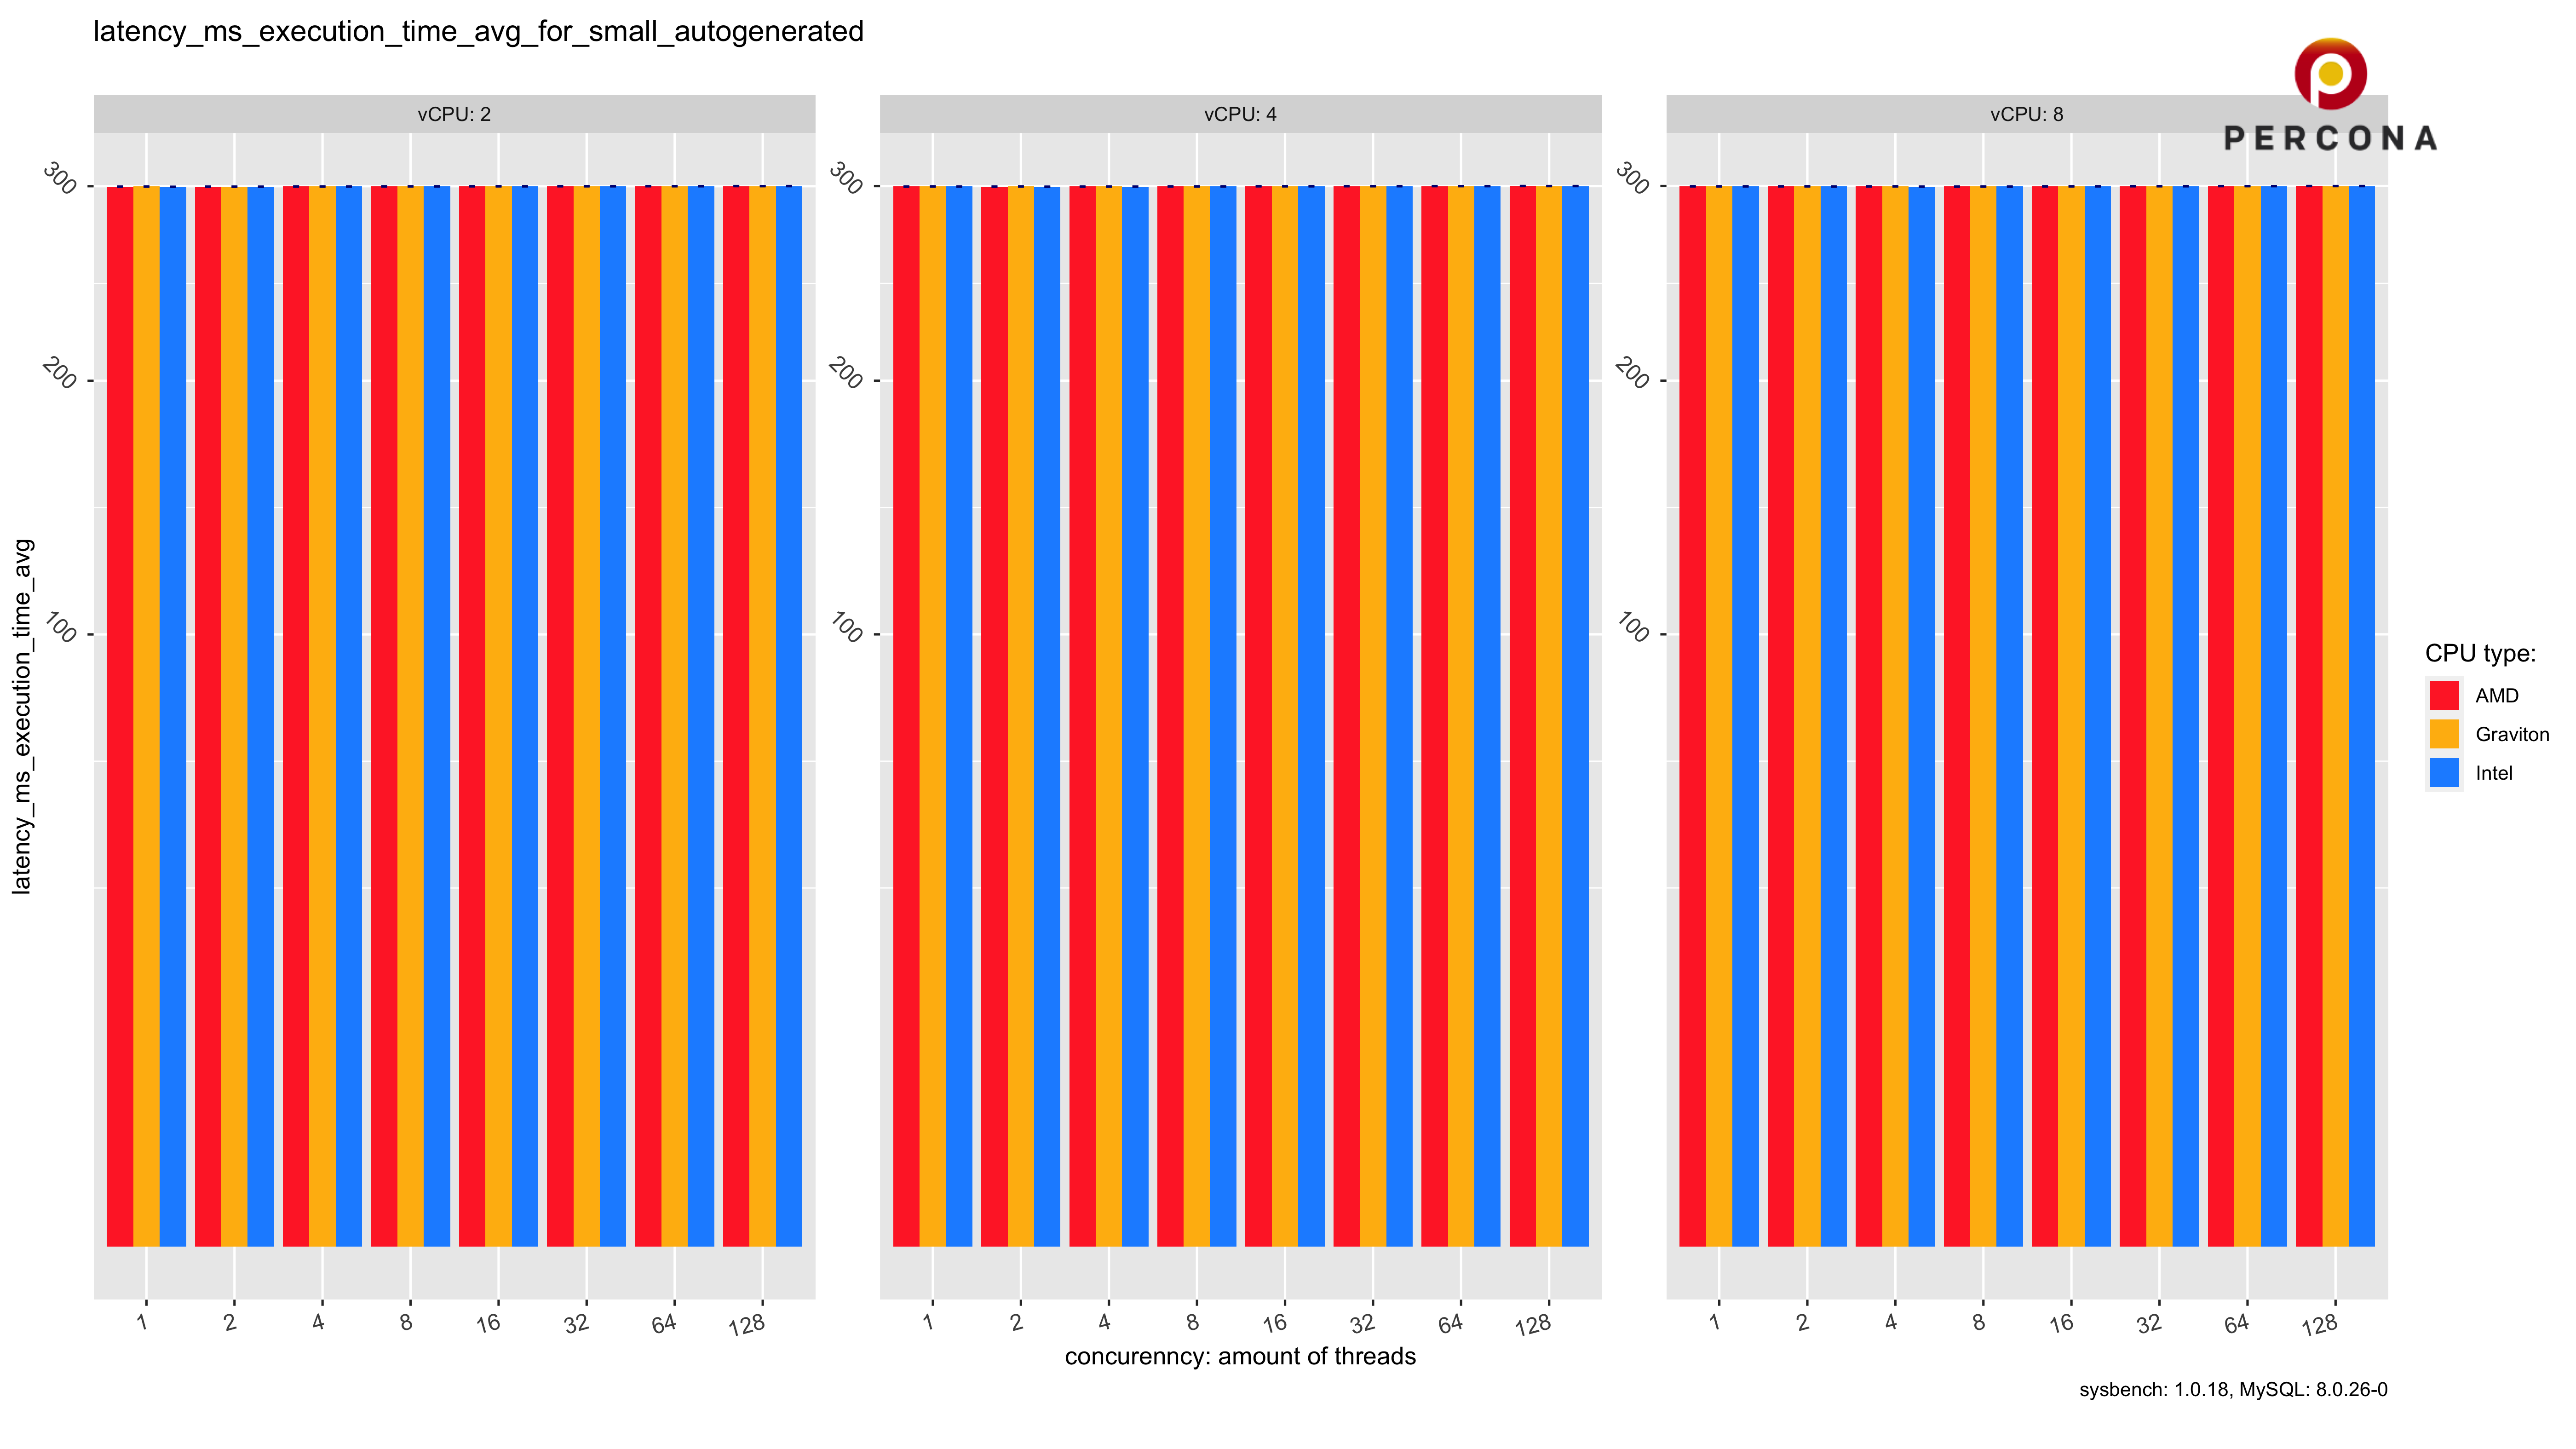 latency_ms_execution_time_avg_for_small_autogenerated
PERCONA
vCPU: 2
vCPU: 4
vCPU: 8
latency_ms_execution_time_avg
300
200
100
300
200
100
300
200
100
1 2 4 8 16 32 64 128
1 2 4 8 16 32 64 128
1 2 4 8 16 32 64 128
concurenncy: amount of threads
CPU type:
AMD
Graviton
Intel
sysbench: 1.0.18, MySQL: 8.0.26-0